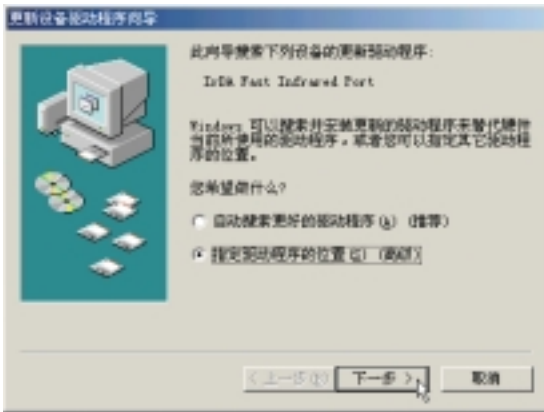 更新设备驱动程序向导
此向导搜索下列设备的更新驱动程序:
IrDA Fast Infrared Port
Windows 可以搜索并安装更新的驱动程序来替代硬件
当前所使用的驱动程序。或者您可以指定其它驱动程
序的位置。
您希望做什么?
自动搜索更好的驱动程序(A) (推荐)
指定驱动程序的位置(S) (高级)
< 上一步(B)
下一步 >
取消